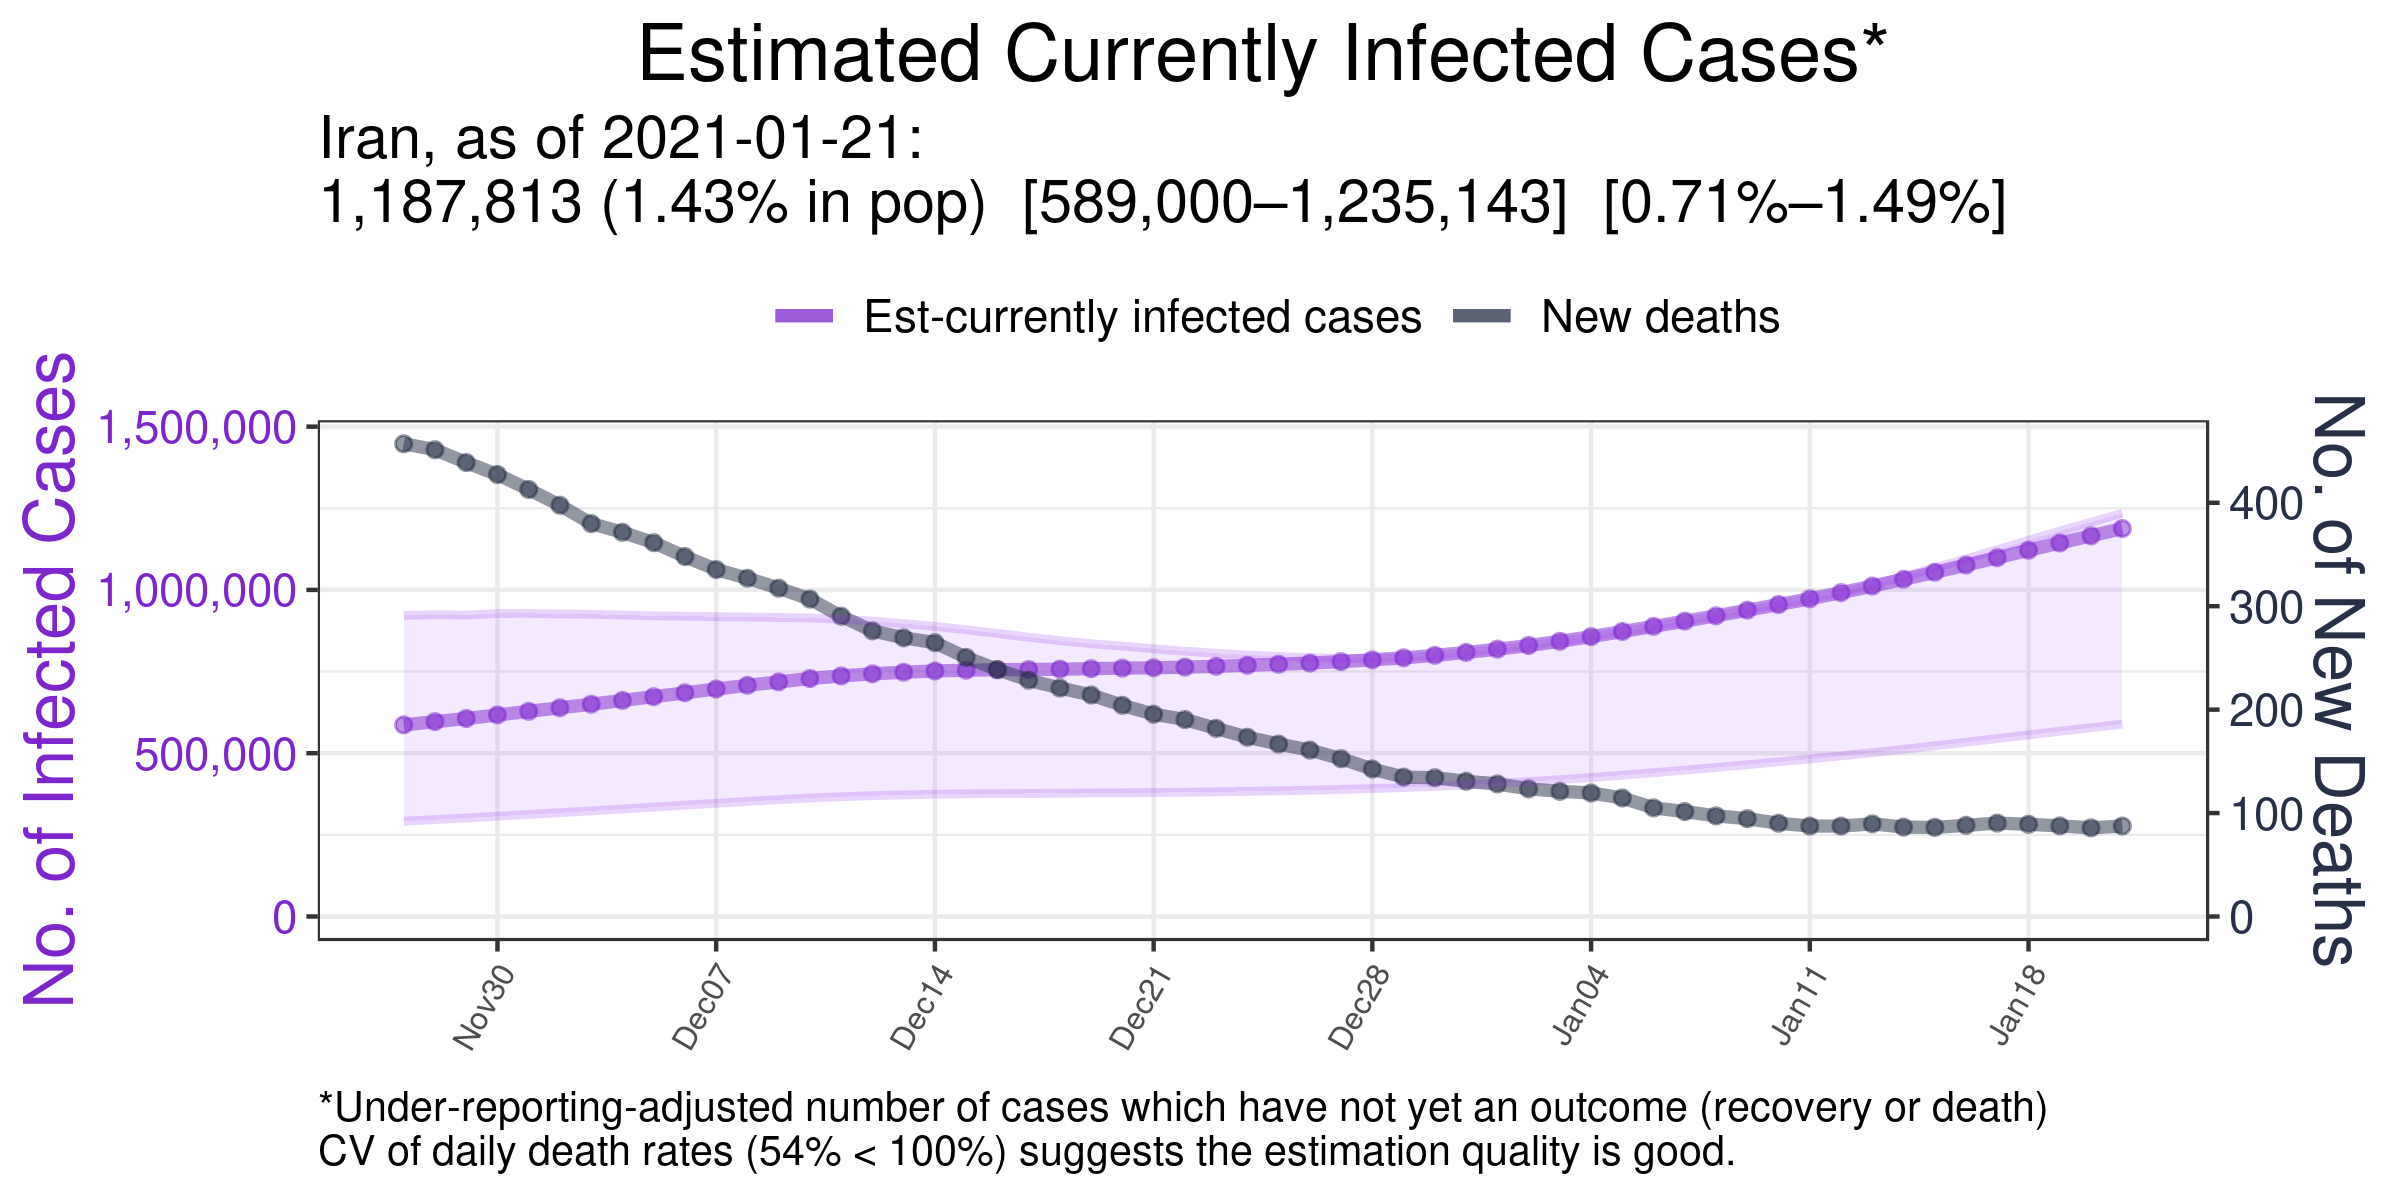 Estimated Currently Infected Cases*
Iran, as of 2021-01-21:
1,187,813 (1.43% in pop)  [589,000–1,235,143]  [0.71%–1.49%]
Est-currently infected cases
New deaths
No. of Infected Cases
1,500,000
1,000,000
500,000
0
No. of New Deaths
400
300
200
100
0
Nov30
Dec07
Dec14
Dec21
Dec28
Jan04
Jan11
Jan18
*Under-reporting-adjusted number of cases which have not yet an outcome (recovery or death)
CV of daily death rates (54% < 100%) suggests the estimation quality is good.